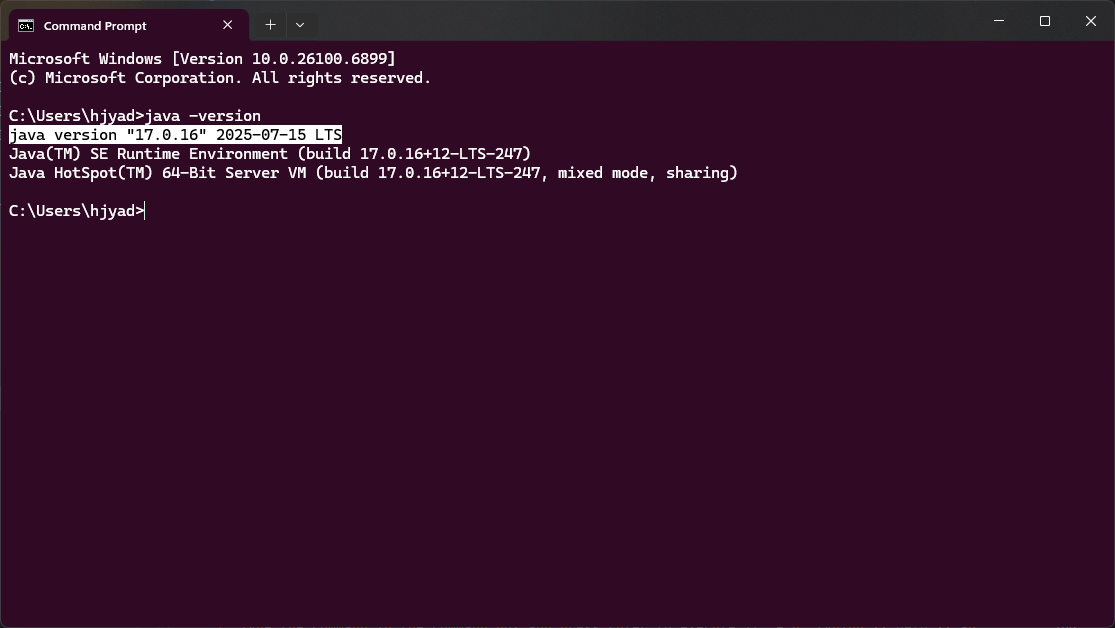 Command Prompt
Microsoft Windows [Version 10.0.26100.6899]
(c) Microsoft Corporation. All rights reserved.
C:\Users\hjyad>java -version
java version "17.0.16" 2025-07-15 LTS
Java(TM) SE Runtime Environment (build 17.0.16+12-LTS-247)
Java HotSpot(TM) 64-Bit Server VM (build 17.0.16+12-LTS-247, mixed mode, sharing)
C:\Users\hjyad>